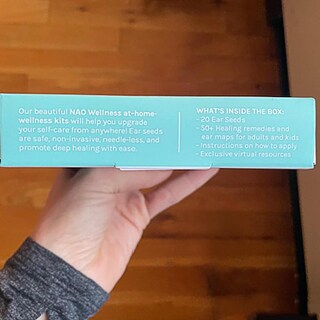 Our beautiful NAO Wellness at-home-
wellness kits will help you upgrade
your self-care from anywhere! Ear seeds
are safe, non-invasive, needle-less, and
promote deep healing with ease.
WHAT'S INSIDE THE BOX:
- 20 Ear Seeds
- 50+ Healing remedies and
ear maps for adults and kids
- Instructions on how to apply
- Exclusive virtual resources